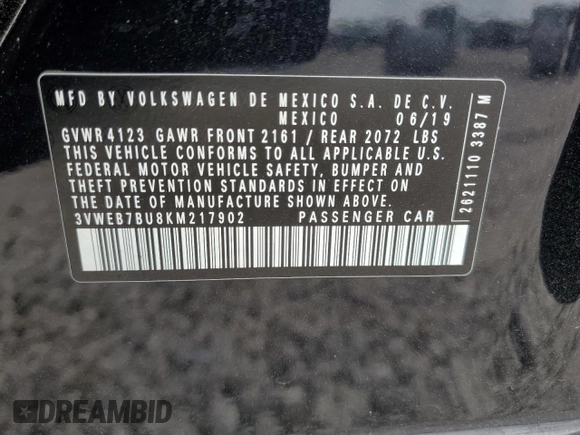 MFD BY VOLKSWAGEN DE MEXICO S.A. DE C.V.
MEXICO 06/19
GVWR 4123 GAWR FRONT 2161 / REAR 2072 LBS
THIS VEHICLE CONFORMS TO ALL APPLICABLE U.S.
FEDERAL MOTOR VEHICLE SAFETY, BUMPER AND
THEFT PREVENTION STANDARDS IN EFFECT ON
THE DATE OF MANUFACTURE SHOWN ABOVE.
3VWEB7BU8KM217902 PASSENGER CAR
2621110 3387 M
DREAMBID